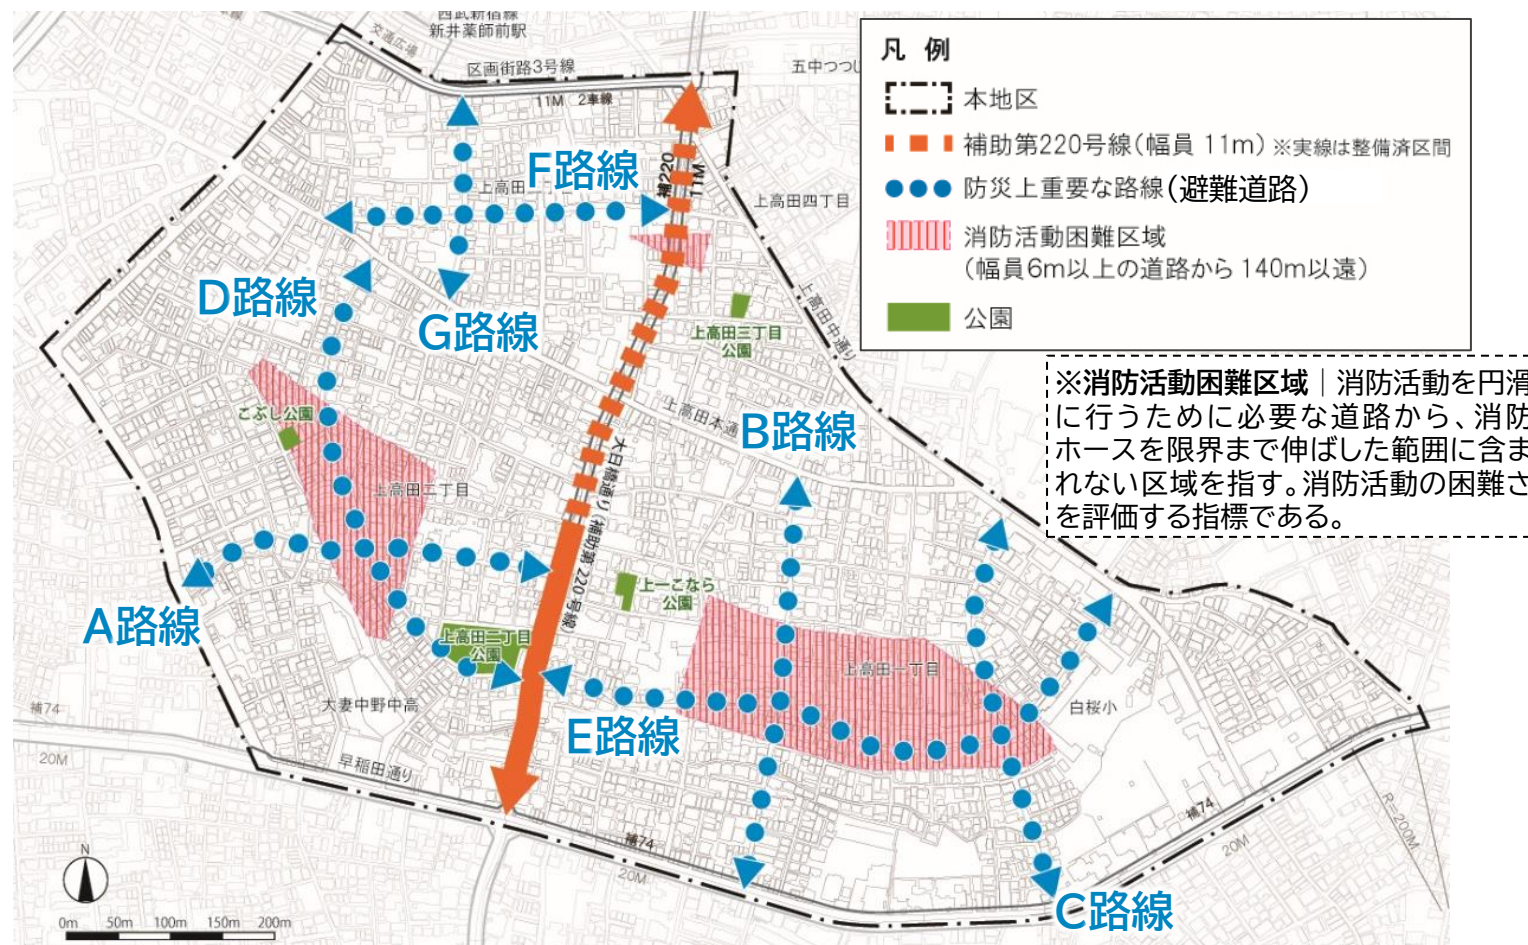 西武新宿線
新井薬師前駅
交通広場
区画街路3号線
11M 2車線
五中つつじ
凡 例
本地区
補助第220号線(幅員 11m) ※実線は整備済区間
防災上重要な路線(避難道路)
消防活動困難区域
(幅員6m以上の道路から 140m以遠)
公園
※消防活動困難区域|消防活動を円滑
に行うために必要な道路から、消防
ホースを限界まで伸ばした範囲に含ま
れない区域を指す。消防活動の困難さ
を評価する指標である。
F路線
補220
11M
上高田
上高田四丁目
D路線
G路線
上高田三丁目
公園
上高田中通り
こぶし公園
上高田本通
B路線
大日橋通り(補助第220号線)
上高田二丁目
A路線
上一こなら
公園
上高田二丁目
公園
上高田一丁目
大妻中野中高
E路線
白桜小
補74
20M
早稲田通り
補74
20M
補74
20M
R=200M
C路線
N
0m 50m 100m 150m 200m